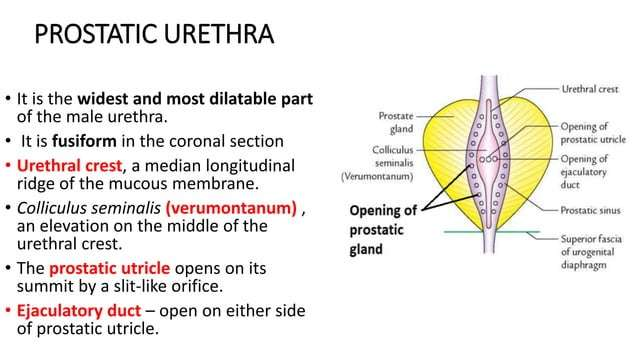 PROSTATIC URETHRA
• It is the widest and most dilatable part
of the male urethra.
• It is fusiform in the coronal section
• Urethral crest, a median longitudinal
ridge of the mucous membrane.
• Colliculus seminalis (verumontanum) ,
an elevation on the middle of the
urethral crest.
• The prostatic utricle opens on its
summit by a slit-like orifice.
• Ejaculatory duct – open on either side
of prostatic utricle.
Prostate
gland
Colliculus
seminalis
(Verumontanum)
Opening of
prostatic
gland
Urethral crest
Opening of
prostatic utricle
Opening of
ejaculatory
duct
Prostatic sinus
Superior fascia
of urogenital
diaphragm